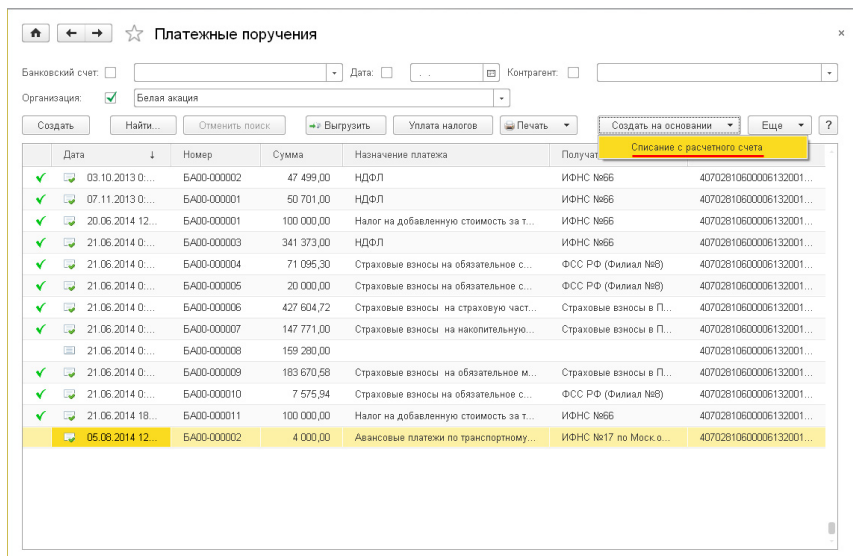 Платежные поручения
Банковский счет: Дата: . . Контрагент:
Организация: Белая акация
Создать Найти... Отменить поиск Выгрузить Уплата налогов Печать Создать на основании Еще ?
Списание с расчетного счета
Дата ↓ Номер Сумма Назначение платежа Получат
03.10.2013 0:... БА00-000002 47 499,00 НДФЛ ИФНС №66 40702810600006132001...
07.11.2013 0:... БА00-000001 50 701,00 НДФЛ ИФНС №66 40702810600006132001...
20.06.2014 12... БА00-000001 100 000,00 Налог на добавленную стоимость за т... ИФНС №66 40702810600006132001...
21.06.2014 0:... БА00-000003 341 373,00 НДФЛ ИФНС №66 40702810600006132001...
21.06.2014 0:... БА00-000004 71 095,30 Страховые взносы на обязательное с... ФСС РФ (Филиал №8) 40702810600006132001...
21.06.2014 0:... БА00-000005 20 000,00 Страховые взносы на обязательное с... ФСС РФ (Филиал №8) 40702810600006132001...
21.06.2014 0:... БА00-000006 427 604,72 Страховые взносы на страховую част... Страховые взносы в П... 40702810600006132001...
21.06.2014 0:... БА00-000007 147 771,00 Страховые взносы на накопительную... Страховые взносы в П... 40702810600006132001...
21.06.2014 0:... БА00-000008 159 280,00 40702810600006132001...
21.06.2014 0:... БА00-000009 183 670,58 Страховые взносы на обязательное м... Страховые взносы в П... 40702810600006132001...
21.06.2014 0:... БА00-000010 7 575,94 Страховые взносы на обязательное с... ФСС РФ (Филиал №8) 40702810600006132001...
21.06.2014 18... БА00-000011 100 000,00 Налог на добавленную стоимость за т... ИФНС №66 40702810600006132001...
05.08.2014 12... БА00-000002 4 000,00 Авансовые платежи по транспортному... ИФНС №17 по Моск.о... 40702810600006132001...